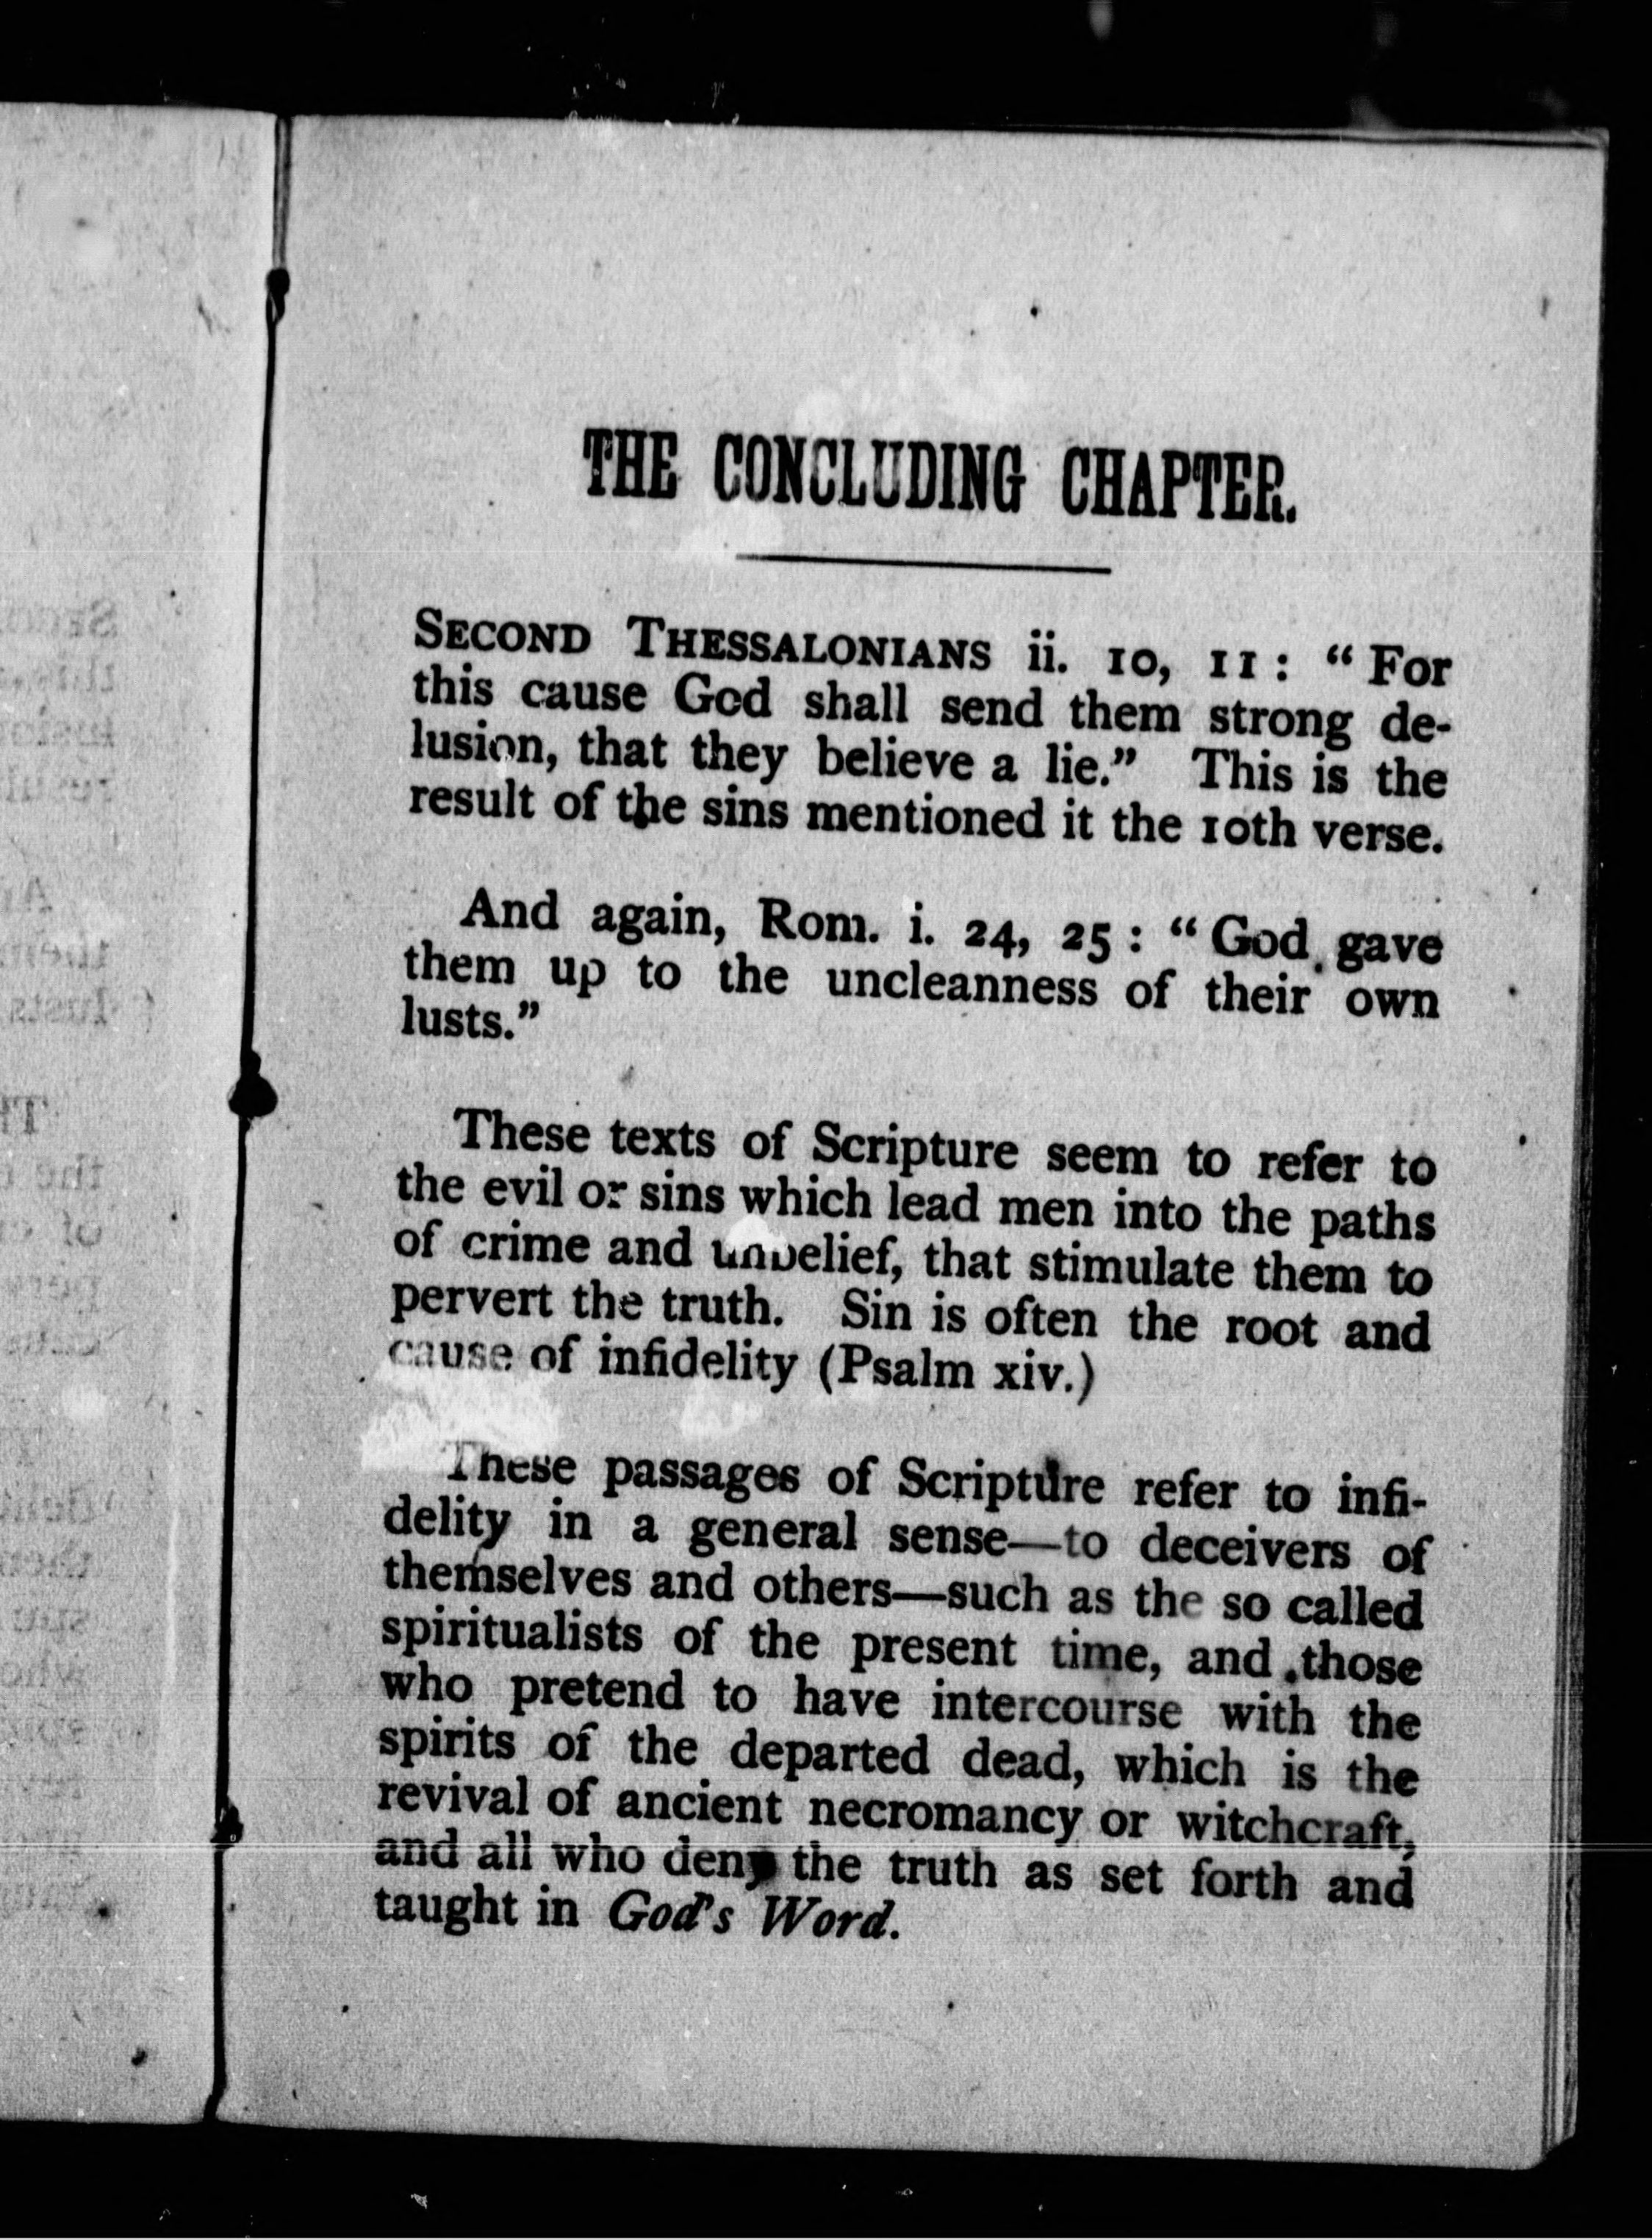 THE CONCLUDING CHAPTER.
SECOND THESSALONIANS ii. 10, 11: “For
this cause God shall send them strong de-
lusion, that they believe a lie.” This is the
result of the sins mentioned it the 10th verse.
And again, Rom. i. 24, 25: “God gave
them up to the uncleanness of their own
lusts.”
These texts of Scripture seem to refer to
the evil or sins which lead men into the paths
of crime and unbelief, that stimulate them to
pervert the truth. Sin is often the root and
cause of infidelity (Psalm xiv.)
These passages of Scripture refer to infi-
delity in a general sense—to deceivers of
themselves and others—such as the so called
spiritualists of the present time, and those
who pretend to have intercourse with the
spirits of the departed dead, which is the
revival of ancient necromancy or witchcraft,
and all who deny the truth as set forth and
taught in God's Word.